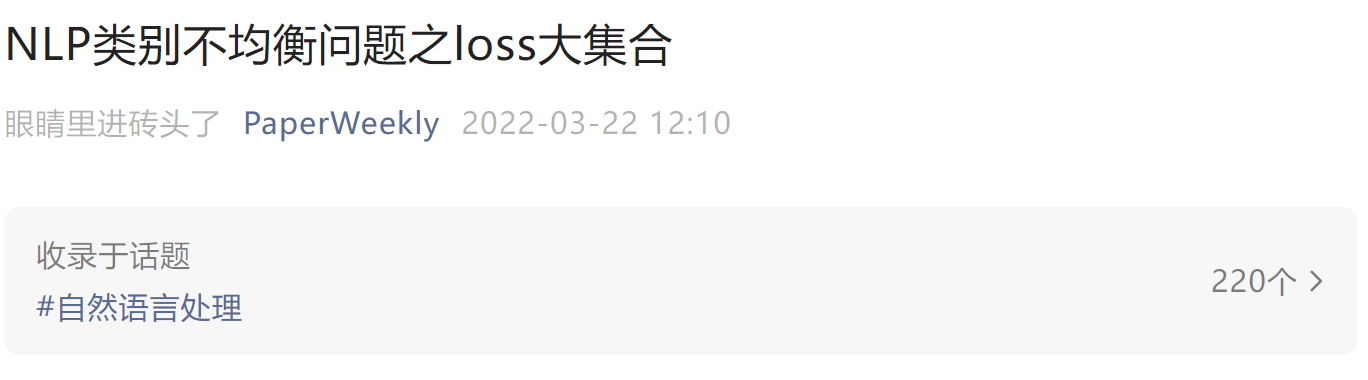 NLP类别不均衡问题之loss大集合
眼睛里进砖头了 PaperWeekly 2022-03-22 12:10
收录于话题
#自然语言处理
220个 >